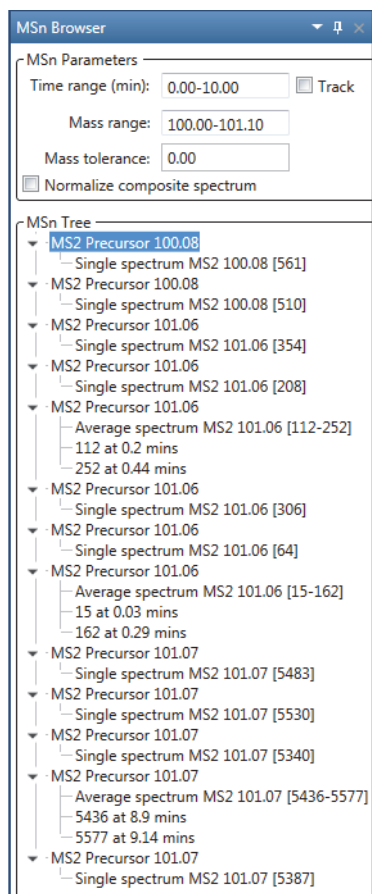 MSn Browser
MSn Parameters
Time range (min): 0.00-10.00 Track
Mass range: 100.00-101.10
Mass tolerance: 0.00
Normalize composite spectrum
MSn Tree
MS2 Precursor 100.08
Single spectrum MS2 100.08 [561]
MS2 Precursor 100.08
Single spectrum MS2 100.08 [510]
MS2 Precursor 101.06
Single spectrum MS2 101.06 [354]
MS2 Precursor 101.06
Single spectrum MS2 101.06 [208]
MS2 Precursor 101.06
Average spectrum MS2 101.06 [112-252]
112 at 0.2 mins
252 at 0.44 mins
MS2 Precursor 101.06
Single spectrum MS2 101.06 [306]
MS2 Precursor 101.06
Single spectrum MS2 101.06 [64]
MS2 Precursor 101.06
Average spectrum MS2 101.06 [15-162]
15 at 0.03 mins
162 at 0.29 mins
MS2 Precursor 101.07
Single spectrum MS2 101.07 [5483]
MS2 Precursor 101.07
Single spectrum MS2 101.07 [5530]
MS2 Precursor 101.07
Single spectrum MS2 101.07 [5340]
MS2 Precursor 101.07
Average spectrum MS2 101.07 [5436-5577]
5436 at 8.9 mins
5577 at 9.14 mins
MS2 Precursor 101.07
Single spectrum MS2 101.07 [5387]